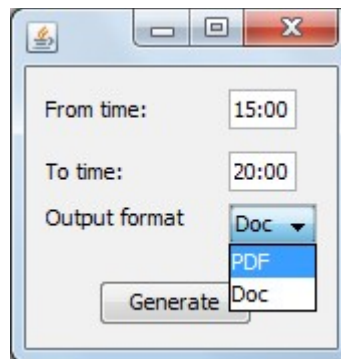 From time: 15:00
To time: 20:00
Output format Doc
PDF
Generate Doc